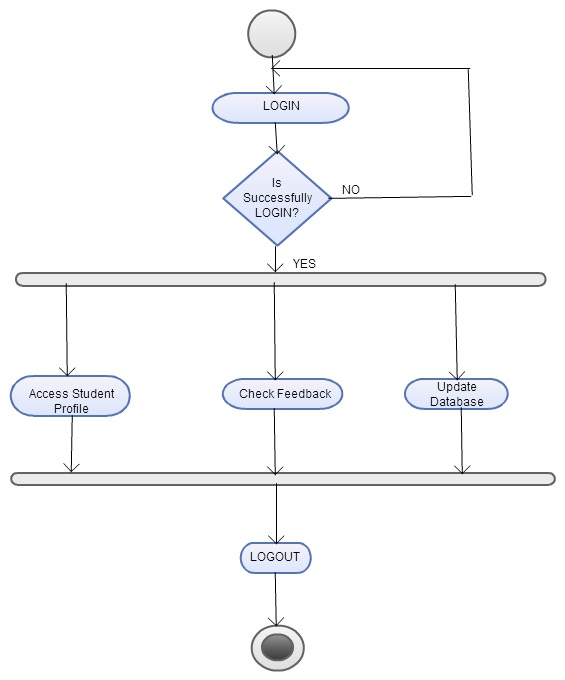 LOGIN
Is
Successfully
LOGIN?
NO
YES
Access Student
Profile
Check Feedback
Update
Database
LOGOUT